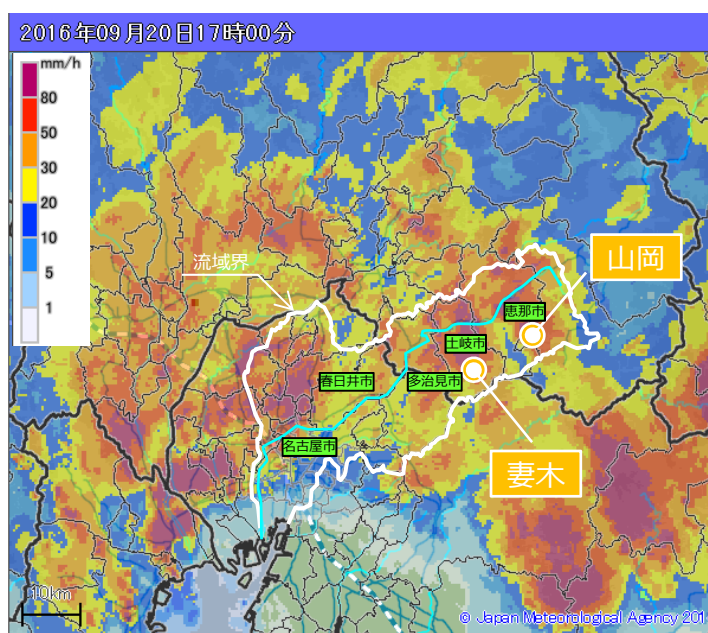 2016年09月20日17時00分
mm/h
80
50
30
20
10
5
1
流域界
山岡
恵那市
土岐市
春日井市
多治見市
名古屋市
妻木
10km
© Japan Meteorological Agency 201